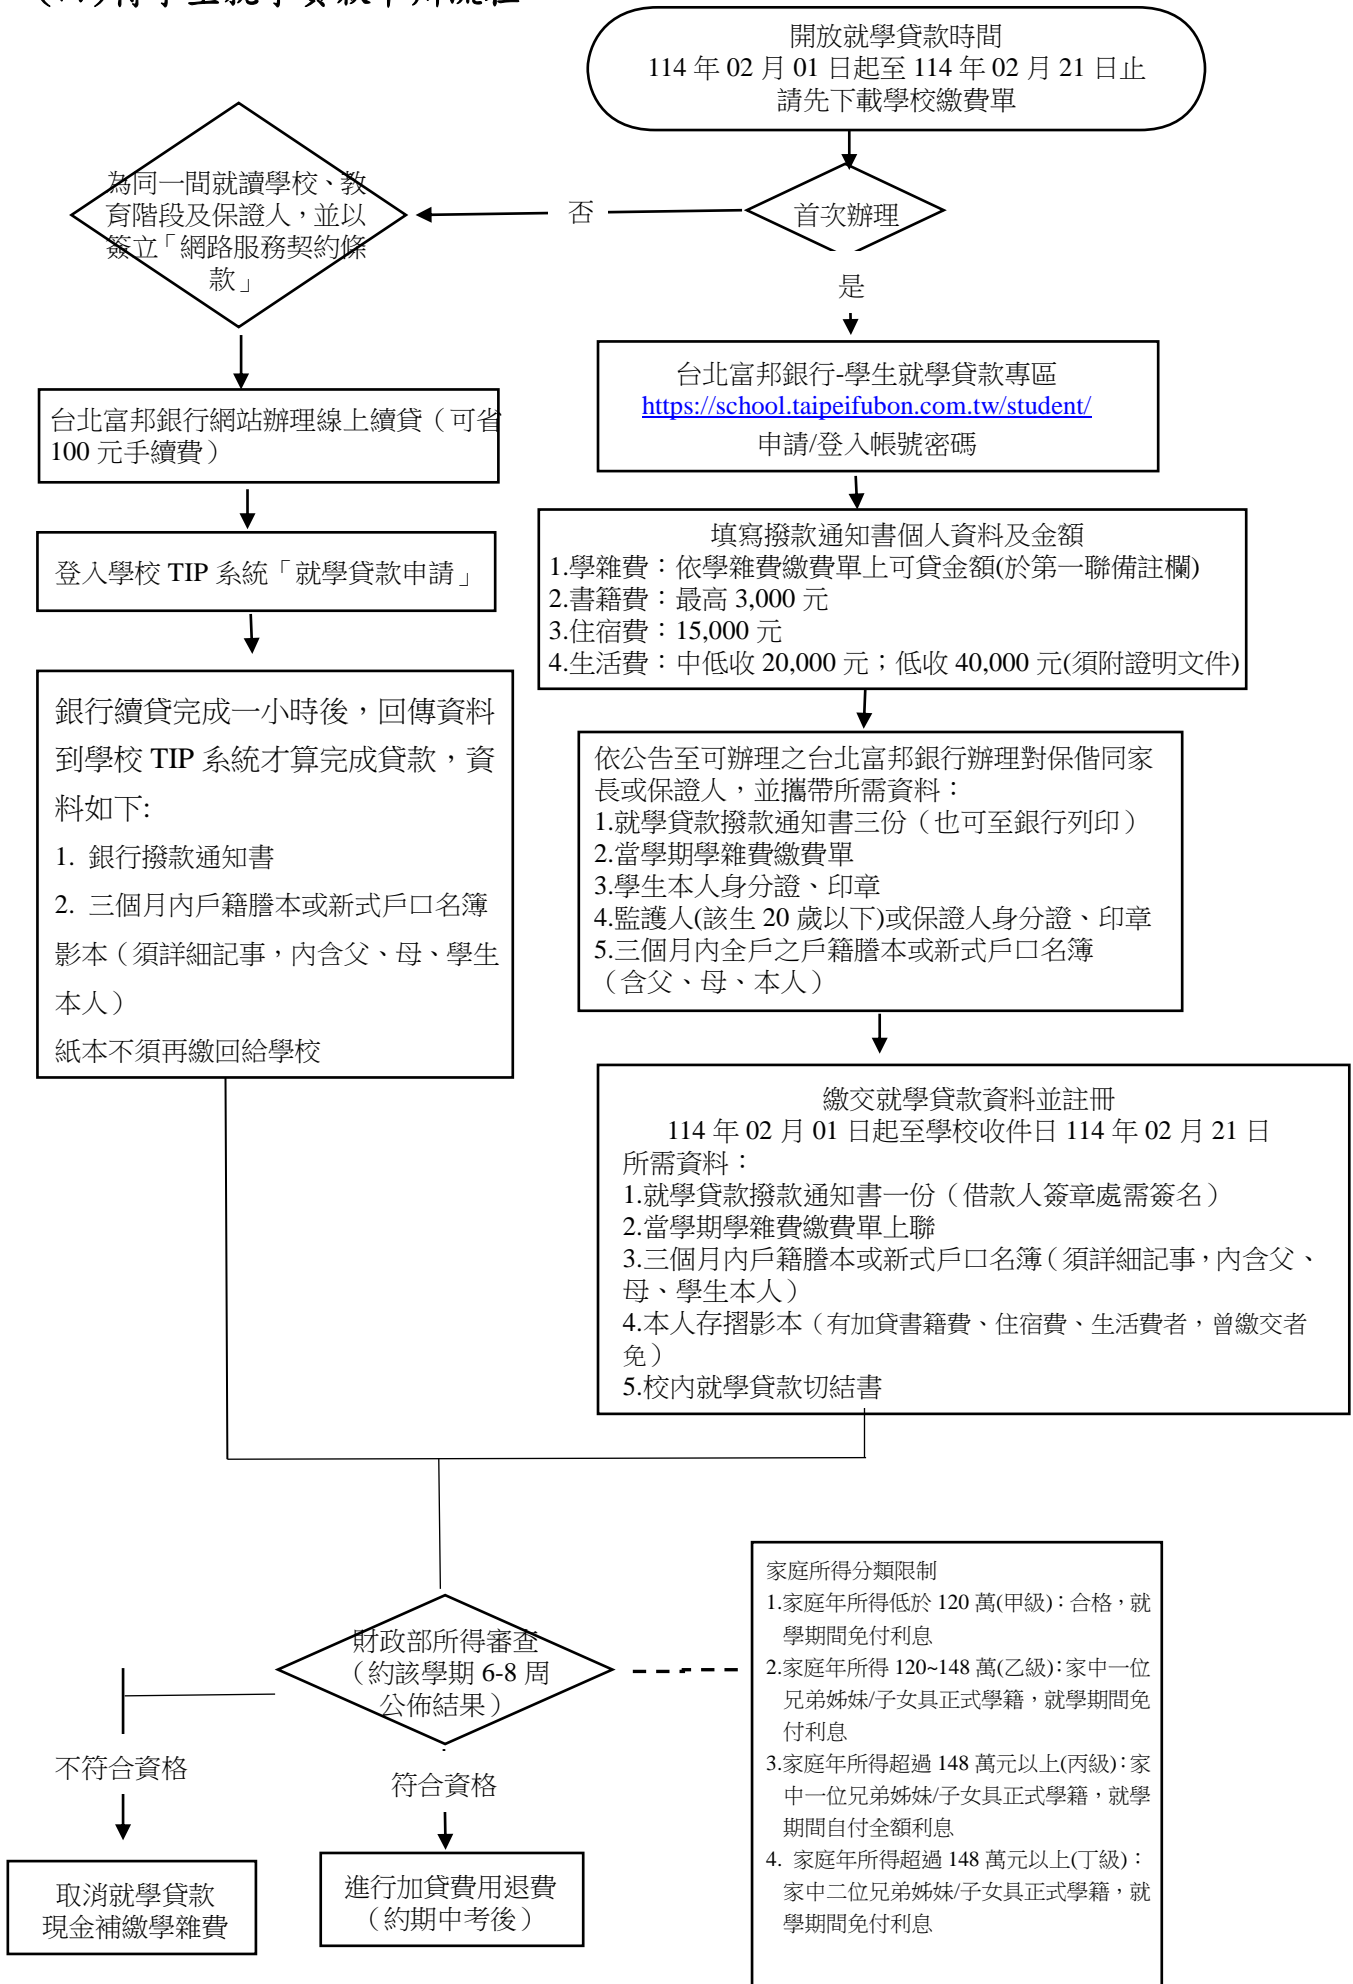 學生就學貸款申辦流程
開放就學貸款時間
114 年 02 月 01 日起至 114 年 02 月 21 日止
請先下載學校繳費單
首次辦理
否
為同一間就讀學校、教
育階段及保證人，並以
簽立「網路服務契約條
款」
是
台北富邦銀行網站辦理線上續貸（可省
100 元手續費）
登入學校 TIP 系統「就學貸款申請」
銀行續貸完成一小時後，回傳資料
到學校 TIP 系統才算完成貸款，資
料如下:
1. 銀行撥款通知書
2. 三個月內戶籍謄本或新式戶口名簿
影本（須詳細記事，內含父、母、學生
本人）
紙本不須再繳回給學校
台北富邦銀行-學生就學貸款專區
https://school.taipeifubon.com.tw/student/
申請/登入帳號密碼
填寫撥款通知書個人資料及金額
1.學雜費：依學雜費繳費單上可貸金額(於第一聯備註欄)
2.書籍費：最高 3,000 元
3.住宿費：15,000 元
4.生活費：中低收 20,000 元；低收 40,000 元(須附證明文件)
依公告至可辦理之台北富邦銀行辦理對保偕同家
長或保證人，並攜帶所需資料：
1.就學貸款撥款通知書三份（也可至銀行列印）
2.當學期學雜費繳費單
3.學生本人身分證、印章
4.監護人(該生 20 歲以下)或保證人身分證、印章
5.三個月內全戶之戶籍謄本或新式戶口名簿
（含父、母、本人）
繳交就學貸款資料並註冊
114 年 02 月 01 日起至學校收件日 114 年 02 月 21 日
所需資料：
1.就學貸款撥款通知書一份（借款人簽章處需簽名）
2.當學期學雜費繳費單上聯
3.三個月內戶籍謄本或新式戶口名簿（須詳細記事，內含父、
母、學生本人）
4.本人存摺影本（有加貸書籍費、住宿費、生活費者，曾繳交者
免）
5.校內就學貸款切結書
財政部所得審查
（約該學期 6-8 周
公佈結果）
不符合資格
符合資格
取消就學貸款
現金補繳學雜費
進行加貸費用退費
（約期中考後）
家庭所得分類限制
1.家庭年所得低於 120 萬(甲級)：合格，就
學期間免付利息
2.家庭年所得 120~148 萬(乙級)：家中一位
兄弟姊妹/子女具正式學籍，就學期間免
付利息
3.家庭年所得超過 148 萬元以上(丙級)：家
中一位兄弟姊妹/子女具正式學籍，就學
期間自付全額利息
4. 家庭年所得超過 148 萬元以上(丁級)：
家中二位兄弟姊妹/子女具正式學籍，就
學期間免付利息